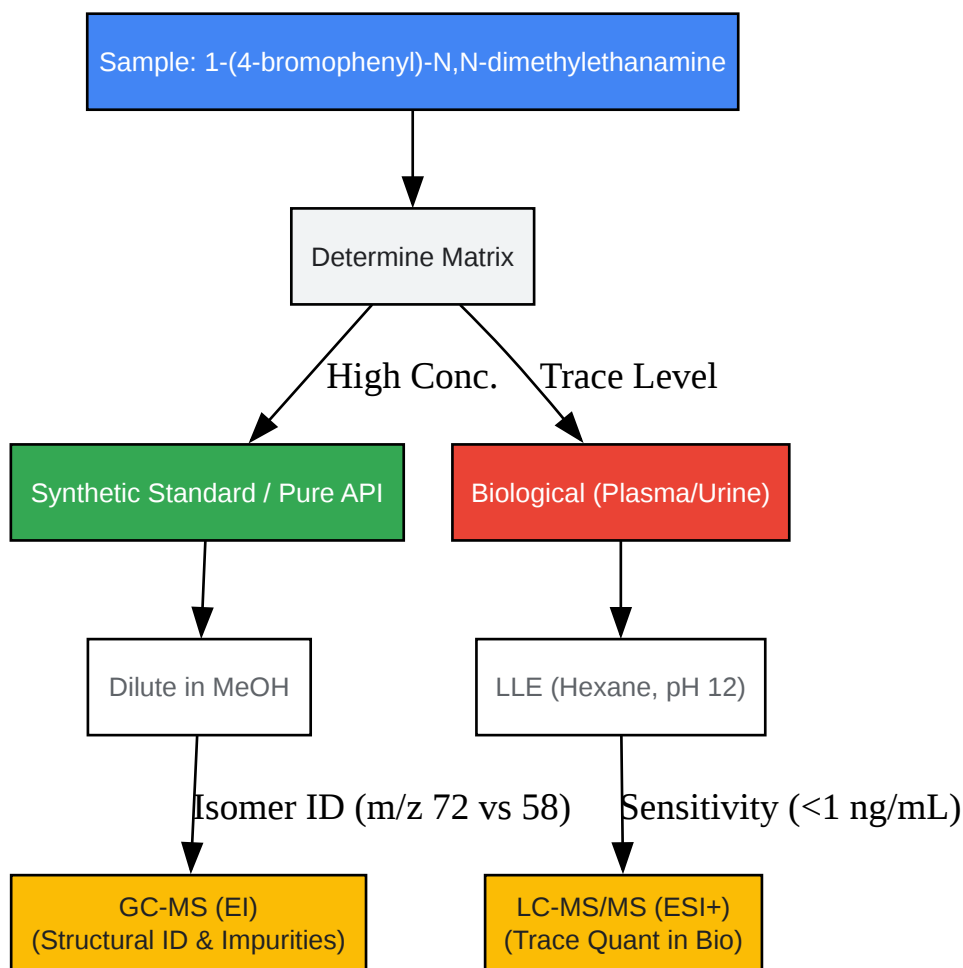 Sample: 1-(4-bromophenyl)-N,N-dimethylethanamine
Determine Matrix
High Conc.
Trace Level
Synthetic Standard / Pure API
Biological (Plasma/Urine)
Dilute in MeOH
LLE (Hexane, pH 12)
Isomer ID (m/z 72 vs 58)
Sensitivity (<1 ng/mL)
GC-MS (EI)
(Structural ID & Impurities)
LC-MS/MS (ESI+)
(Trace Quant in Bio)